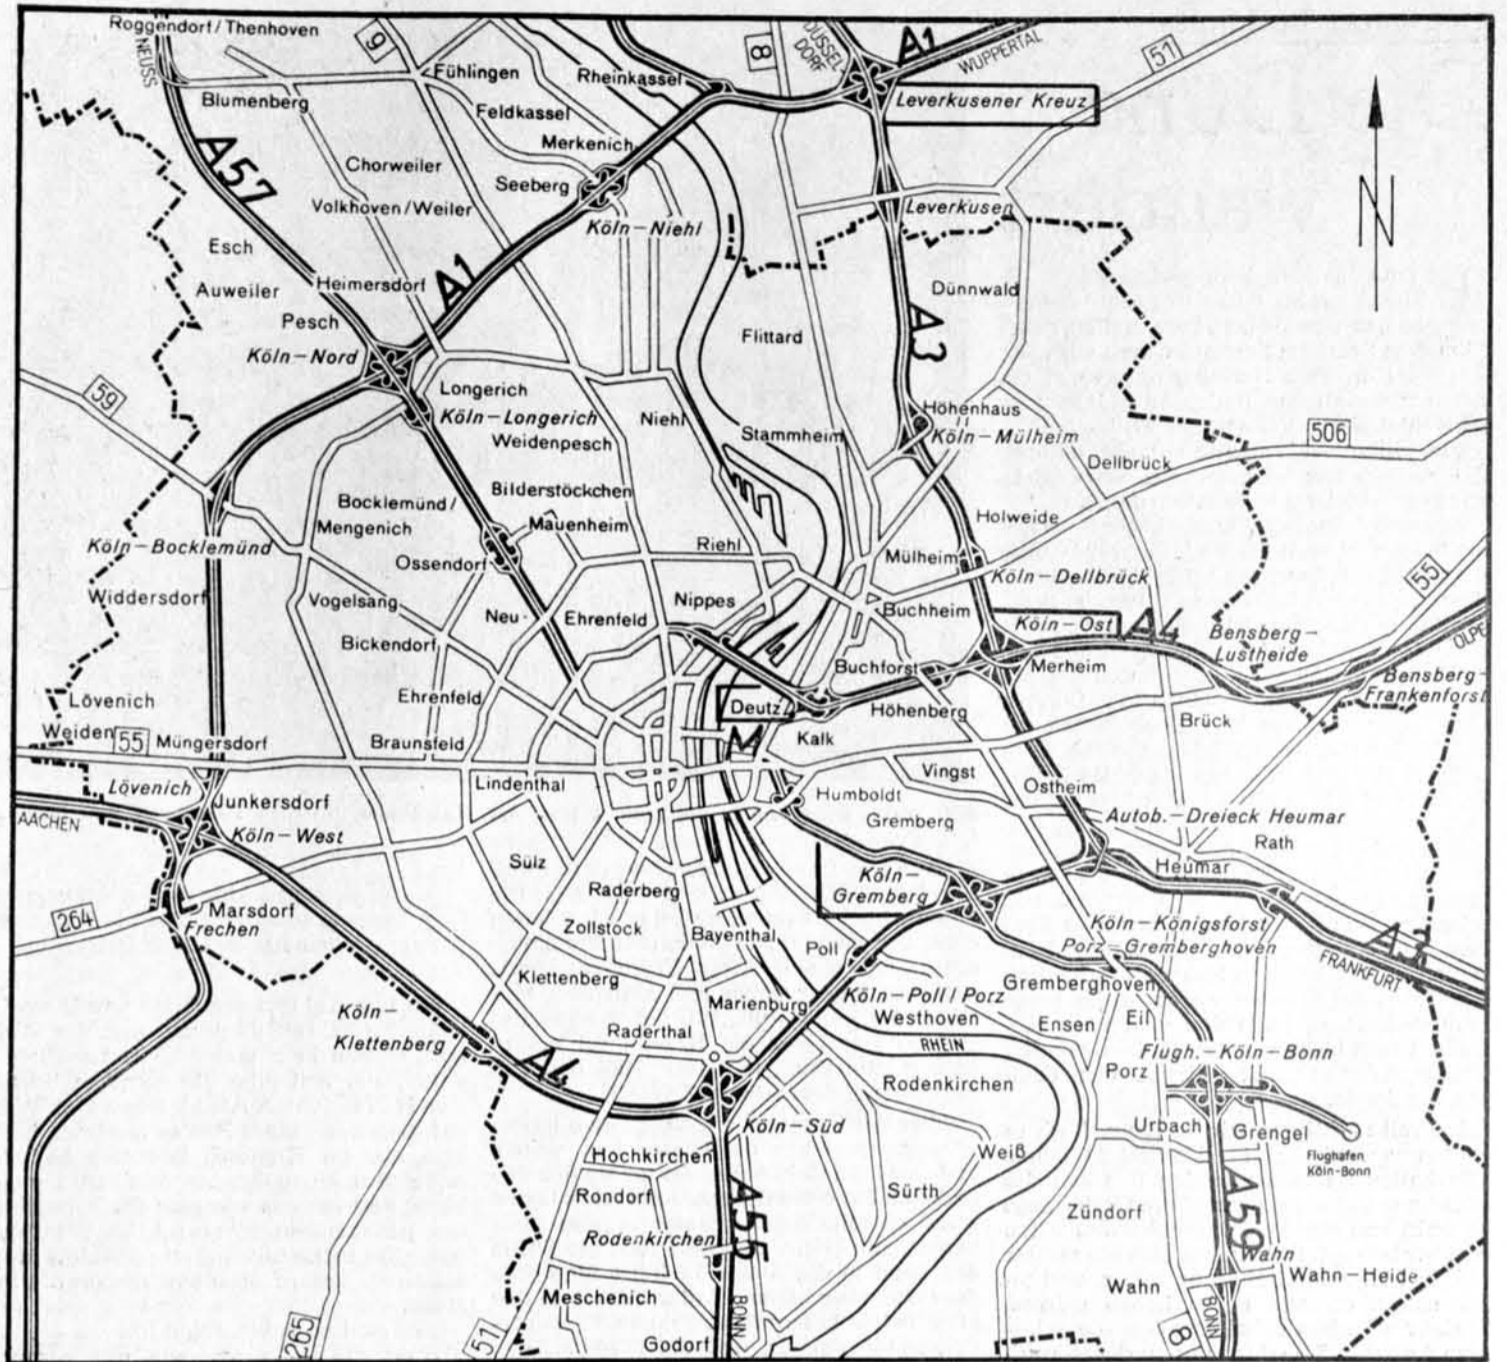 Roggendorf/Thenhoven
NEUSS
9
8
DÜSSEL
DORF
A1
WUPPERTAL
51
Fühlingen
Rheinkassel
Blumenberg
Leverkusener Kreuz
Feldkassel
A57
Merkenich
Chorweiler
Seeberg
N
Volkhoven/Weiler
Leverkusen
Köln-Niehl
Esch
Heimersdorf
A1
Auweiler
Dünnwald
Pesch
Flittard
A3
Köln-Nord
59
Longerich
Köln-Longerich
Niehl
Höhenhaus
Weidenpesch
Stammheim
Köln-Mülheim
506
Dellbrück
Bocklemünd/
Mengenich
Bilderstöckchen
Mauenheim
Holweide
Köln-Bocklemünd
Riehl
Ossendorf
Mülheim
Köln-Dellbrück
55
Widdersdorf
Vogelsang
Nippes
Neu-
Ehrenfeld
Buchheim
Köln-Ost
A4
Bensberg-
Lustheide
OLPE
Bickendorf
Buchforst
Merheim
Bensberg-
Frankenforst
Lövenich
Ehrenfeld
Deutz
Höhenberg
Brück
Weiden
55
Müngersdorf
Braunsfeld
M
Kalk
Lövenich
Lindenthal
Vingst
Ostheim
Junkersdorf
Humboldt
AACHEN
Köln-West
Gremberg
Autob.-Dreieck Heumar
Rath
Sülz
Heumar
Raderberg
Köln-
Gremberg
264
Marsdorf
Frechen
Zollstock
Bayenthal
Köln-Königsforst
Poll
Porz-Gremberghoven
A3
FRANKFURT
Klettenberg
Gremberghoven
Marienburg
Köln-Poll/Porz
Westhoven
Köln-
Klettenberg
Raderthal
Ensen
Eil
RHEIN
Flugh.-Köln-Bonn
A4
Porz
Rodenkirchen
Köln-Süd
Urbach
Grengel
Hochkirchen
Weiß
Flughafen
Köln-Bonn
Rondorf
Sürth
A555
Zündorf
A59
Rodenkirchen
Wahn
Wahn
Wahn-Heide
Meschenich
265
51
BONN
Godorf
8
BONN